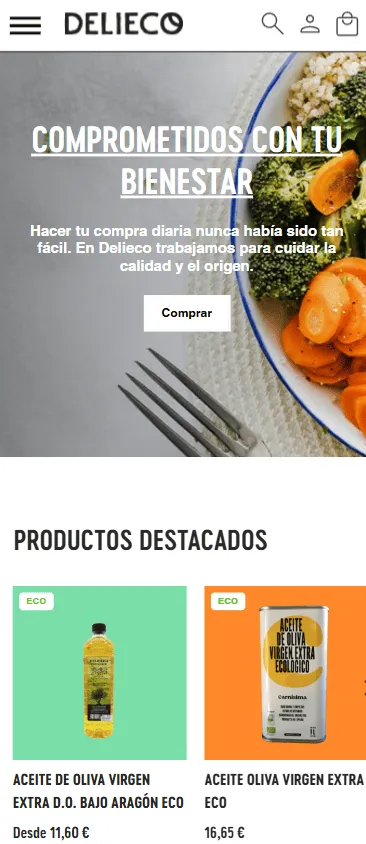 DELIECO
COMPROMETIDOS CON TU
BIENESTAR
Hacer tu compra diaria nunca había sido tan
fácil. En Delieco trabajamos para cuidar la
calidad y el origen.
Comprar
PRODUCTOS DESTACADOS
ECO
DELIECO
ACEITE DE OLIVA VIRGEN
EXTRA D.O. BAJO ARAGÓN ECO
Desde 11,60 €
ECO
ACEITE
DE OLIVA
VIRGEN EXTRA
ECOLÓGICO
Carnísima
ACEITE OLIVA VIRGEN EXTRA
ECO
16,65 €